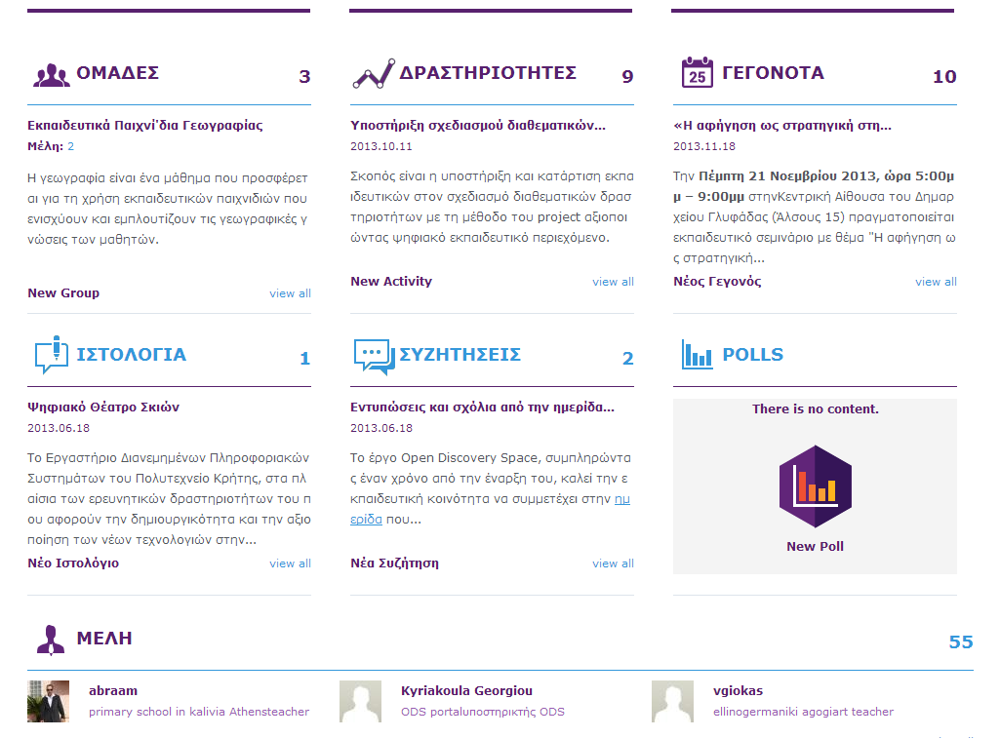 ΟΜΑΔΕΣ 3
Εκπαιδευτικά Παιχνί'δια Γεωγραφίας
Μέλη: 2
Η γεωγραφία είναι ένα μάθημα που προσφέρετ
αι για τη χρήση εκπαιδευτικών παιχνιδιών που
ενισχύουν και εμπλουτίζουν τις γεωγραφικές γ
νώσεις των μαθητών.
New Group view all
ΔΡΑΣΤΗΡΙΟΤΗΤΕΣ 9
Υποστήριξη σχεδιασμού διαθεματικών...
2013.10.11
Σκοπός είναι η υποστήριξη και κατάρτιση εκπα
ιδευτικών στον σχεδιασμό διαθεματικών δρασ
τηριοτήτων με τη μέθοδο του project αξιοποι
ώντας ψηφιακό εκπαιδευτικό περιεχόμενο.
New Activity view all
25 ΓΕΓΟΝΟΤΑ 10
«Η αφήγηση ως στρατηγική στη...
2013.11.18
Την Πέμπτη 21 Νοεμβρίου 2013, ώρα 5:00μ
μ – 9:00μμ στηνΚεντρική Αίθουσα του Δημαρ
χείου Γλυφάδας (Άλσους 15) πραγματοποιείται
εκπαιδευτικό σεμινάριο με θέμα "Η αφήγηση ω
ς στρατηγική...
Νέος Γεγονός view all
ΙΣΤΟΛΟΓΙΑ 1
Ψηφιακό Θέατρο Σκιών
2013.06.18
Το Εργαστήριο Διανεμημένων Πληροφοριακών
Συστημάτων του Πολυτεχνείο Κρήτης, στα πλ
αίσια των ερευνητικών δραστηριοτήτων του π
ου αφορούν την δημιουργικότητα και την αξιο
ποίηση των νέων τεχνολογιών στην...
Νέο Ιστολόγιο view all
ΣΥΖΗΤΗΣΕΙΣ 2
Εντυπώσεις και σχόλια από την ημερίδα...
2013.06.18
Το έργο Open Discovery Space, συμπληρώντα
ς έναν χρόνο από την έναρξη του, καλεί την ε
κπαιδευτική κοινότητα να συμμετέχει στην ημ
ερίδα που...
Νέα Συζήτηση view all
POLLS
There is no content.
New Poll
ΜΕΛΗ 55
abraam
primary school in kalivia Athensteacher
Kyriakoula Georgiou
ODS portalυποστηρικτής ODS
vgiokas
ellinogermaniki agogiart teacher